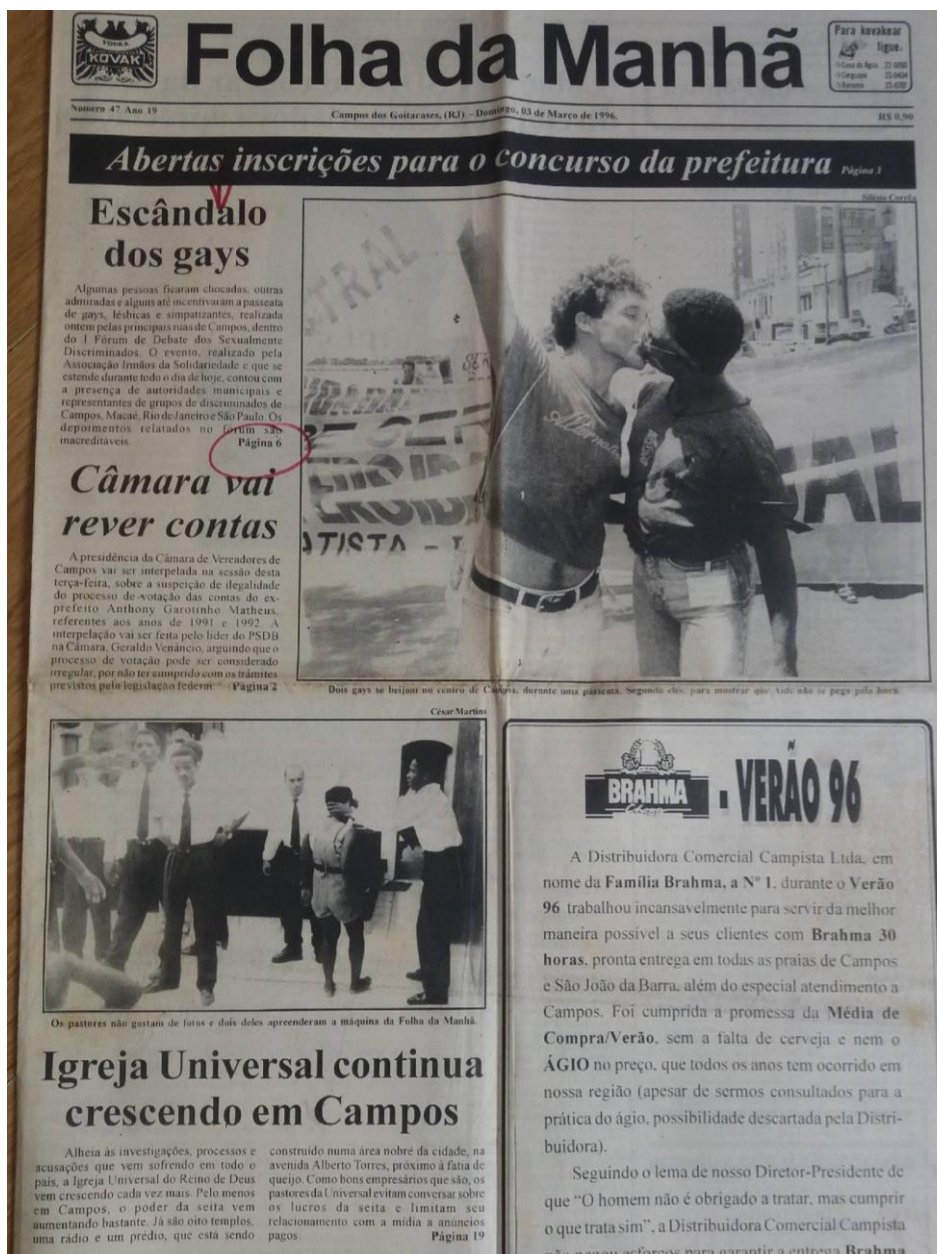 VODKA
KOVAK
Folha da Manhã
Para kovakear
ligue:
Numero 47 Ano 19
Campos dos Goitacases, (RJ) – Domingo, 03 de Março de 1996.
R$ 0,90
Abertas inscrições para o concurso da prefeitura Página 3
Escândalo
dos gays
Algumas pessoas ficaram chocadas, outras
admiradas e alguns até incentivaram a passeata
de gays, lésbicas e simpatizantes, realizada
ontem pelas principais ruas de Campos, dentro
do I Fórum de Debate dos Sexualmente
Discriminados. O evento, realizado pela
Associação Irmãos da Solidariedade e que se
estende durante todo o dia de hoje, contou com
a presença de autoridades municipais e
representantes de grupos de discriminados de
Campos, Macaé, Rio de Janeiro e São Paulo. Os
depoimentos relatados no forum são
inacreditáveis. Página 6
Câmara vai
rever contas
A presidência da Câmara de Vereadores de
Campos vai ser interpelada na sessão desta
terça-feira, sobre a suspeição de ilegalidade
do processo de votação das contas do ex-
prefeito Anthony Garotinho Matheus,
referentes aos anos de 1991 e 1992. A
interpelação vai ser feita pelo líder do PSDB
na Câmara, Geraldo Venâncio, arguindo que o
processo de votação pode ser considerado
irregular, por não ter cumprido com os trâmites
previstos pela legislação federal. Página 2
Silésio Corrêa
TRAL
SER
DE SER
ATISTA
AL
Dois gays se beijam no centro de Campos, durante uma passeata. Segundo eles, para mostrar que Aids não se pega pela boca.
César Martins
Os pastores não gostam de fotos e dois deles apreenderam a máquina da Folha da Manhã.
Igreja Universal continua
crescendo em Campos
Alheia às investigações, processos e
acusações que vem sofrendo em todo o
país, a Igreja Universal do Reino de Deus
vem crescendo cada vez mais. Pelo menos
em Campos, o poder da seita vem
aumentando bastante. Já são oito templos,
uma rádio e um prédio, que está sendo
construído numa área nobre da cidade, na
avenida Alberto Torres, próximo à fatia de
queijo. Como bons empresários que são, os
pastores da Universal evitam conversar sobre
os lucros da seita e limitam seu
relacionamento com a mídia a anúncios
pagos. Página 19
BRAHMA
Chopp
- VERÃO 96
A Distribuidora Comercial Campista Ltda, em
nome da Família Brahma, a Nº 1, durante o Verão
96 trabalhou incansavelmente para servir da melhor
maneira possível a seus clientes com Brahma 30
horas, pronta entrega em todas as praias de Campos
e São João da Barra, além do especial atendimento a
Campos. Foi cumprida a promessa da Média de
Compra/Verão, sem a falta de cerveja e nem o
ÁGIO no preço, que todos os anos tem ocorrido em
nossa região (apesar de sermos consultados para a
prática do ágio, possibilidade descartada pela Distri-
buidora).
Seguindo o lema de nosso Diretor-Presidente de
que "O homem não é obrigado a tratar, mas cumprir
o que trata sim", a Distribuidora Comercial Campista
não negou esforços para garantir a entrega Brahma